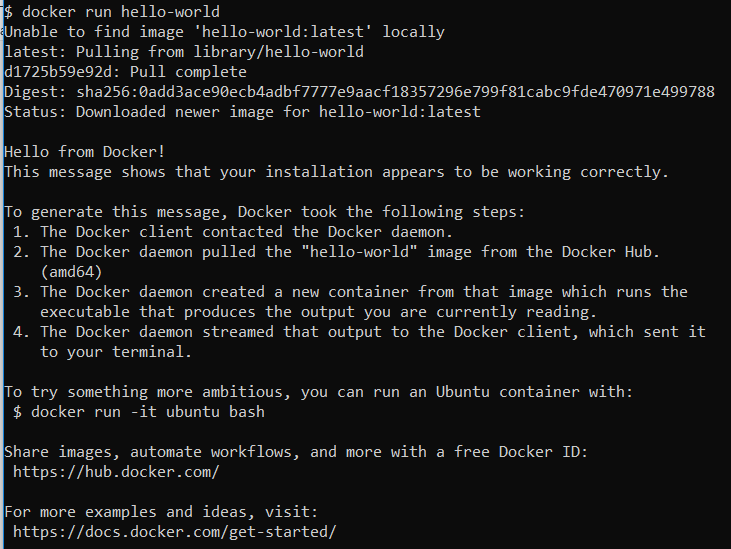 $ docker run hello-world
Unable to find image 'hello-world:latest' locally
latest: Pulling from library/hello-world
d1725b59e92d: Pull complete
Digest: sha256:0add3ace90ecb4adbf7777e9aacf18357296e799f81cabc9fde470971e499788
Status: Downloaded newer image for hello-world:latest

Hello from Docker!
This message shows that your installation appears to be working correctly.

To generate this message, Docker took the following steps:
 1. The Docker client contacted the Docker daemon.
 2. The Docker daemon pulled the "hello-world" image from the Docker Hub.
    (amd64)
 3. The Docker daemon created a new container from that image which runs the
    executable that produces the output you are currently reading.
 4. The Docker daemon streamed that output to the Docker client, which sent it
    to your terminal.

To try something more ambitious, you can run an Ubuntu container with:
 $ docker run -it ubuntu bash

Share images, automate workflows, and more with a free Docker ID:
 https://hub.docker.com/

For more examples and ideas, visit:
 https://docs.docker.com/get-started/